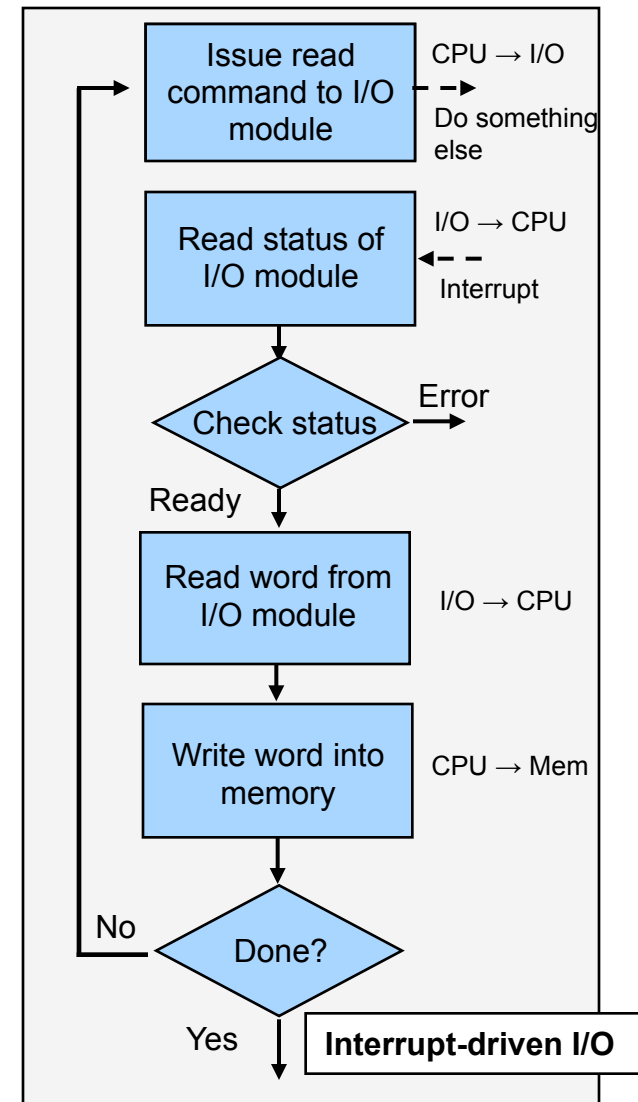 Issue read
command to I/O
module
CPU → I/O
Do something
else
Read status of
I/O module
I/O → CPU
Interrupt
Check status
Error
Ready
Read word from
I/O module
I/O → CPU
Write word into
memory
CPU → Mem
No
Done?
Yes
Interrupt-driven I/O